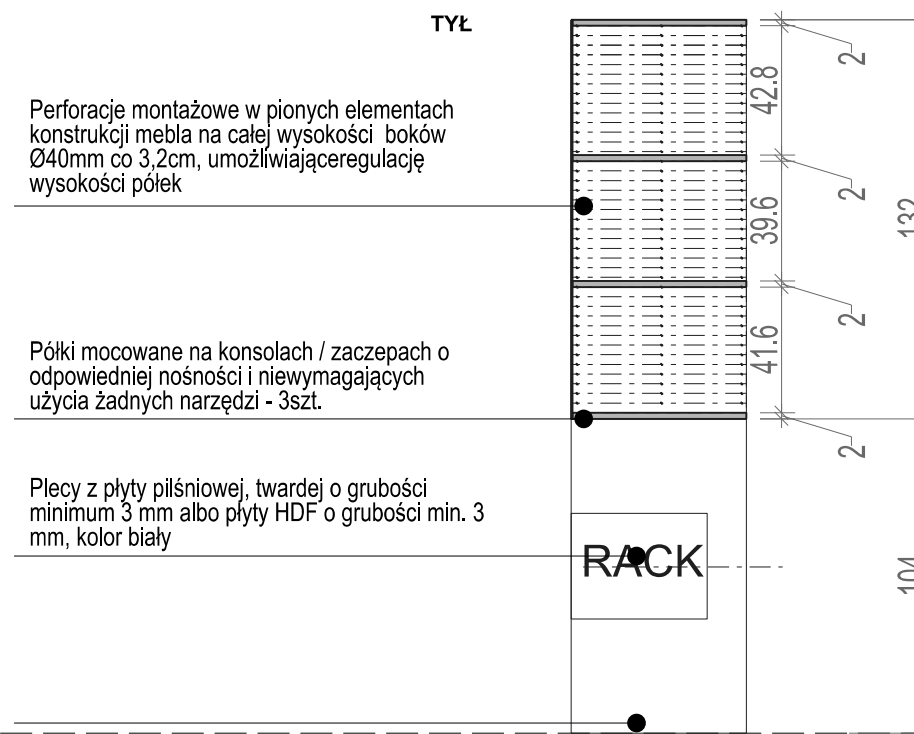 TYŁ
Perforacje montażowe w pionych elementach
konstrukcji mebla na całej wysokości boków
Ø40mm co 3,2cm, umożliwiająceregulację
wysokości półek
Półki mocowane na konsolach / zaczepach o
odpowiedniej nośności i niewymagających
użycia żadnych narzędzi - 3szt.
Plecy z płyty pilśniowej, twardej o grubości
minimum 3 mm albo płyty HDF o grubości min. 3
mm, kolor biały
RACK
2
42.8
2
39.6
132
2
41.6
2
104